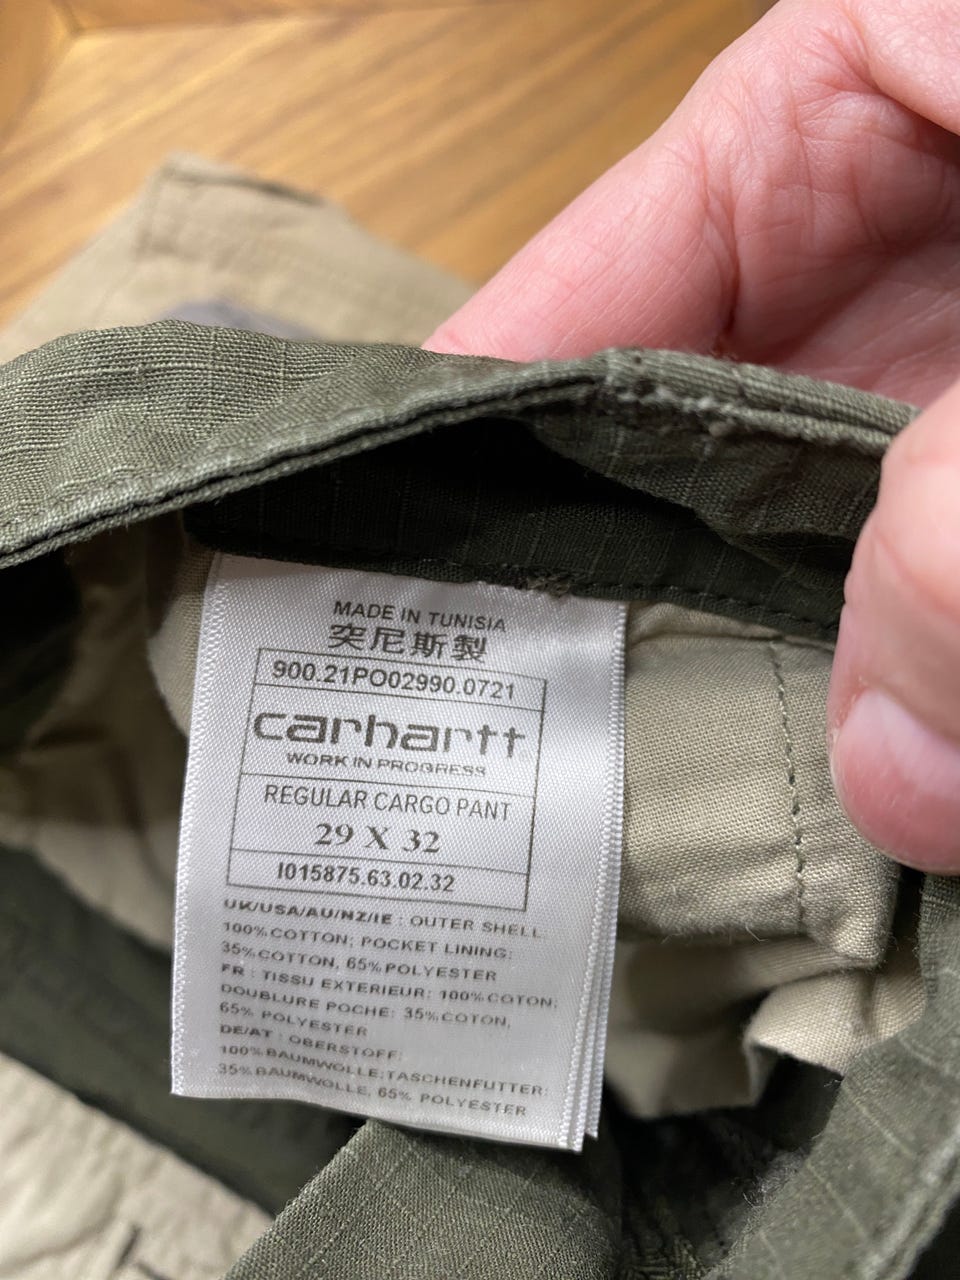 MADE IN TUNISIA
突尼斯製
900.21PO02990.0721
carhartt
WORK IN PROGRESS
REGULAR CARGO PANT
29 X 32
I015875.63.02.32
UK/USA/AU/NZ/IE : OUTER SHELL
100% COTTON; POCKET LINING:
35% COTTON, 65% POLYESTER
FR : TISSU EXTERIEUR: 100% COTON;
DOUBLURE POCHE: 35% COTON,
65% POLYESTER
DE/AT : OBERSTOFF:
100% BAUMWOLLE;TASCHENFUTTER:
35% BAUMWOLLE, 65% POLYESTER